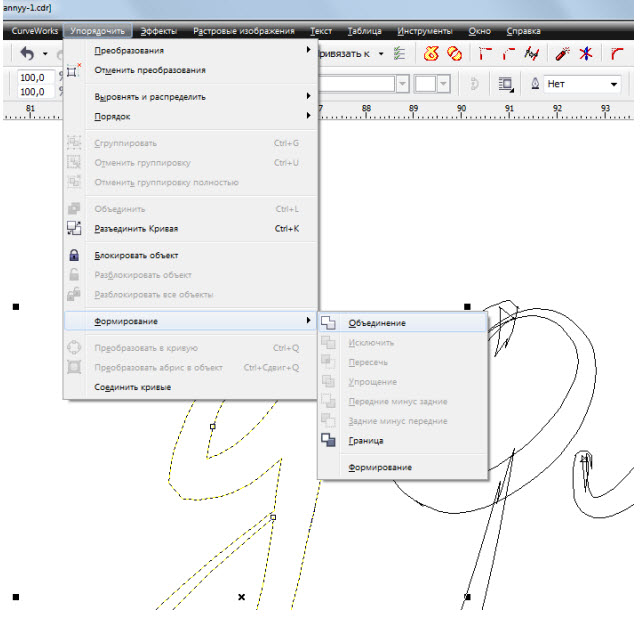 annyy-1.cdr]
CurveWorks Упорядочить Эффекты Растровые изображения Текст Таблица Инструменты Окно Справка
Преобразования
ривязать к
Отменить преобразования
100,0 %
100,0 %
Нет
Выровнять и распределить
Порядок
81 7 88 89 90 91 92 93
Сгруппировать Ctrl+G
Отменить группировку Ctrl+U
Отменить группировку полностью
Объединить Ctrl+L
Разъединить Кривая Ctrl+K
Блокировать объект
Разблокировать объект
Разблокировать все объекты
Формирование
Преобразовать в кривую Ctrl+Q
Преобразовать абрис в объект Ctrl+Сдвиг+Q
Соединить кривые
Объединение
Исключить
Пересечь
Упрощение
Передние минус задние
Задние минус передние
Граница
Формирование